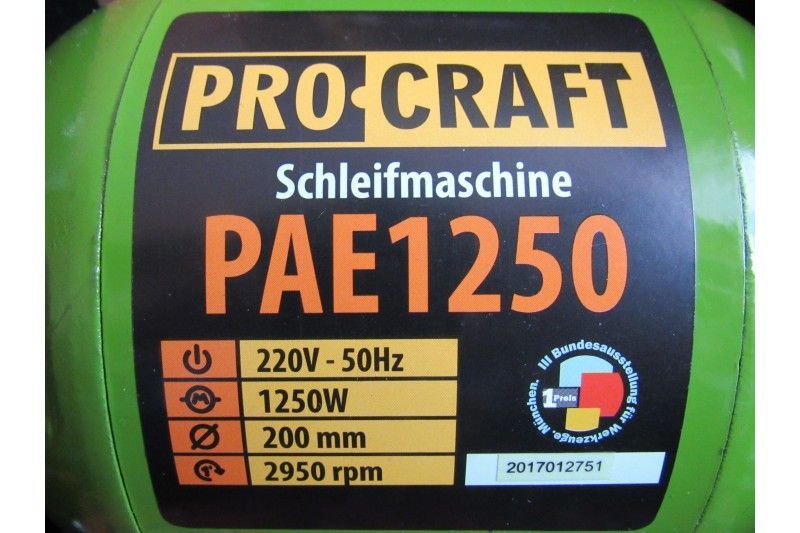 PRO CRAFT
Schleifmaschine
PAE1250
220V - 50Hz
M
1250W
200 mm
2950 rpm
III Bundesausstellung für Werkzeuge. München.
1 Preis
2017012751